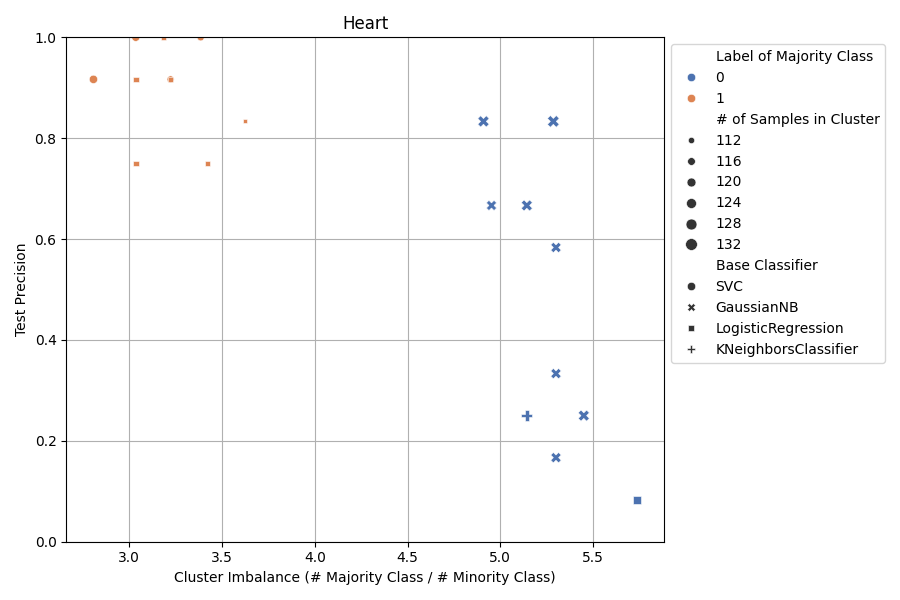 Heart
1.0
0.8
0.6
0.4
0.2
0.0
Test Precision
3.0 3.5 4.0 4.5 5.0 5.5
Cluster Imbalance (# Majority Class / # Minority Class)
Label of Majority Class
0
1
# of Samples in Cluster
112
116
120
124
128
132
Base Classifier
SVC
GaussianNB
LogisticRegression
KNeighborsClassifier